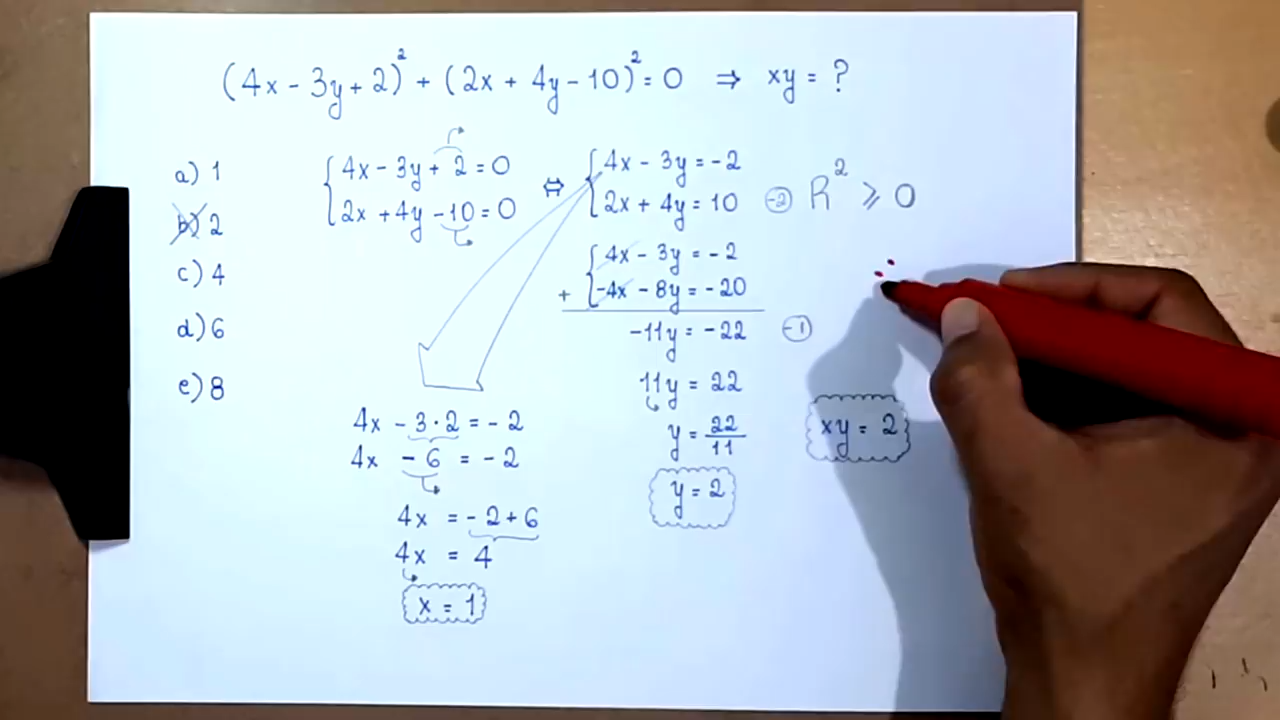 (4x - 3y + 2)² + (2x + 4y - 10)² = 0 ⇒ xy = ?
a) 1
b) 2
c) 4
d) 6
e) 8
{4x - 3y + 2 = 0
{2x + 4y - 10 = 0
⇔
{4x - 3y = -2
{2x + 4y = 10 (-2)
R² ⩾ 0
{4x - 3y = -2
+ {-4x - 8y = -20
-11y = -22 (-1)
11y = 22
y = 22/11
y = 2
4x - 3·2 = -2
4x - 6 = -2
4x = -2 + 6
4x = 4
x = 1
xy = 2